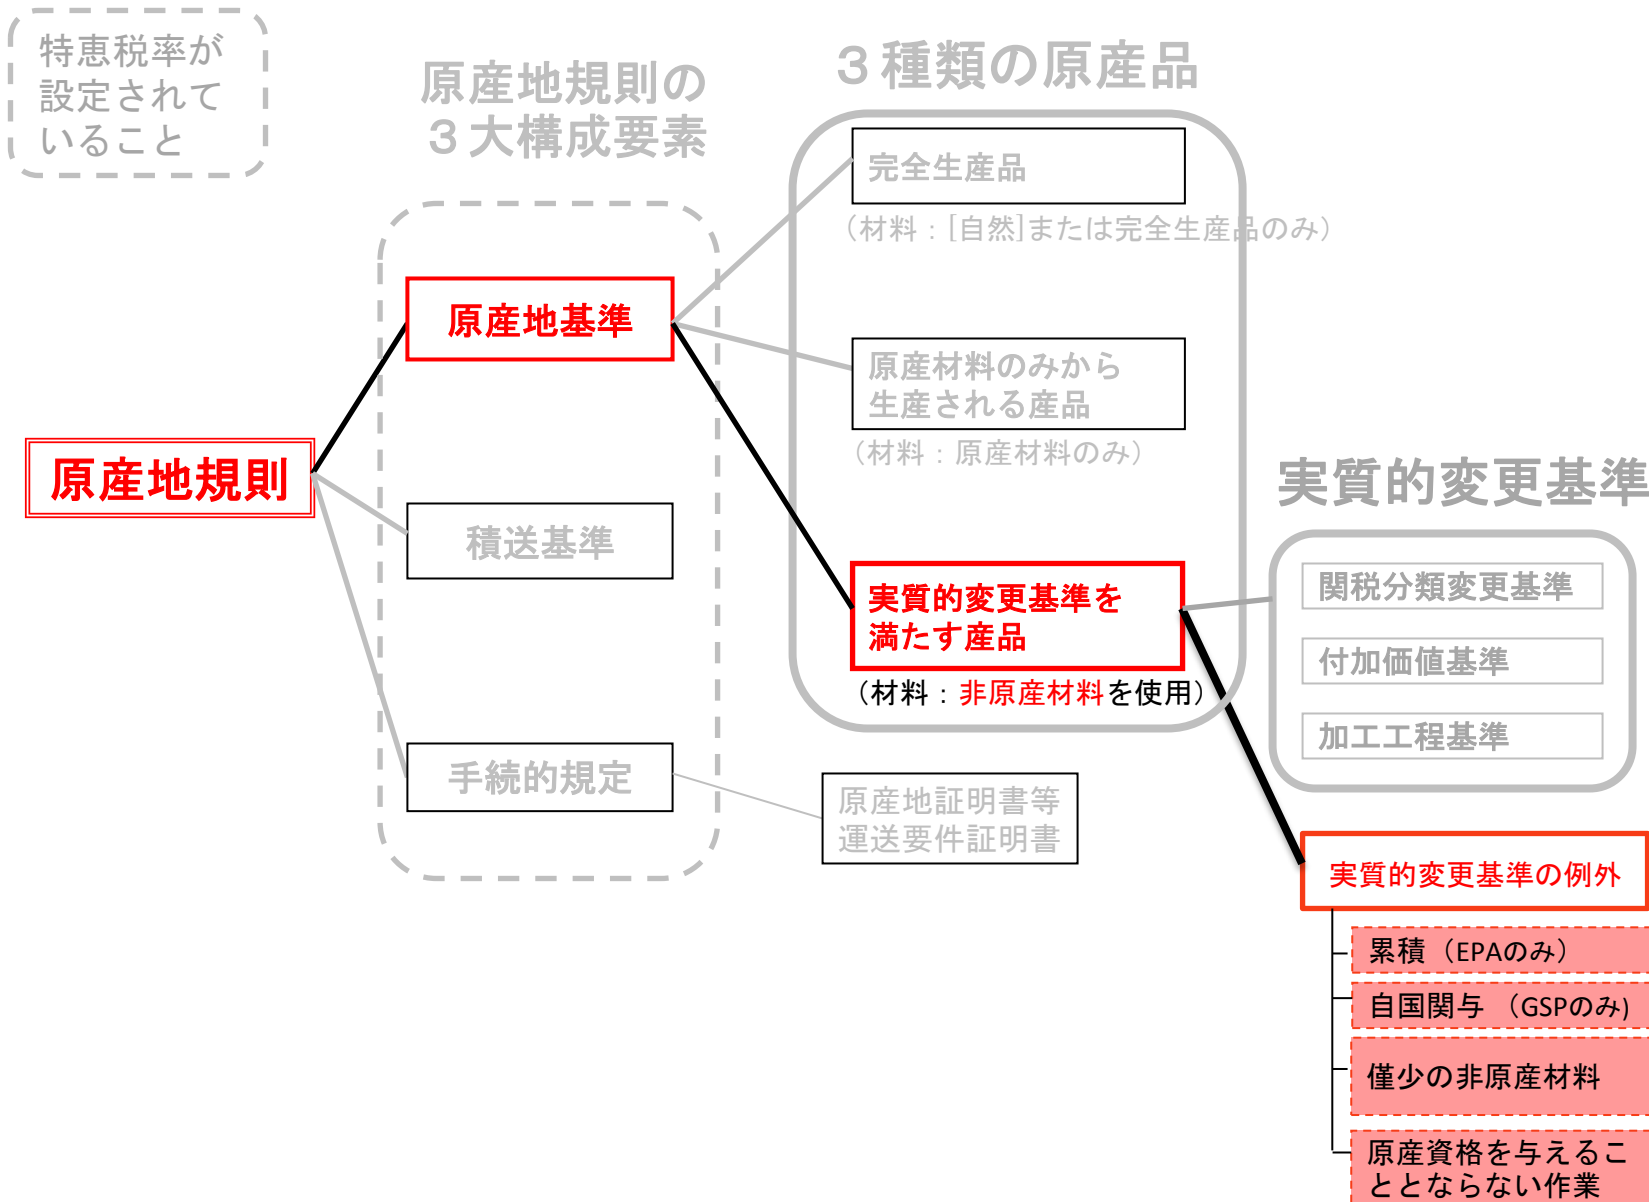 特恵税率が
設定されて
いること
原産地規則の
３大構成要素
３種類の原産品
完全生産品
（材料：[自然]または完全生産品のみ）
原産地基準
原産材料のみから
生産される産品
（材料：原産材料のみ）
原産地規則
実質的変更基準
積送基準
実質的変更基準を
満たす産品
（材料：非原産材料を使用）
関税分類変更基準
付加価値基準
加工工程基準
手続的規定
原産地証明書等
運送要件証明書
実質的変更基準の例外
累積（EPAのみ）
自国関与 （GSPのみ)
僅少の非原産材料
原産資格を与えるこ
ととならない作業